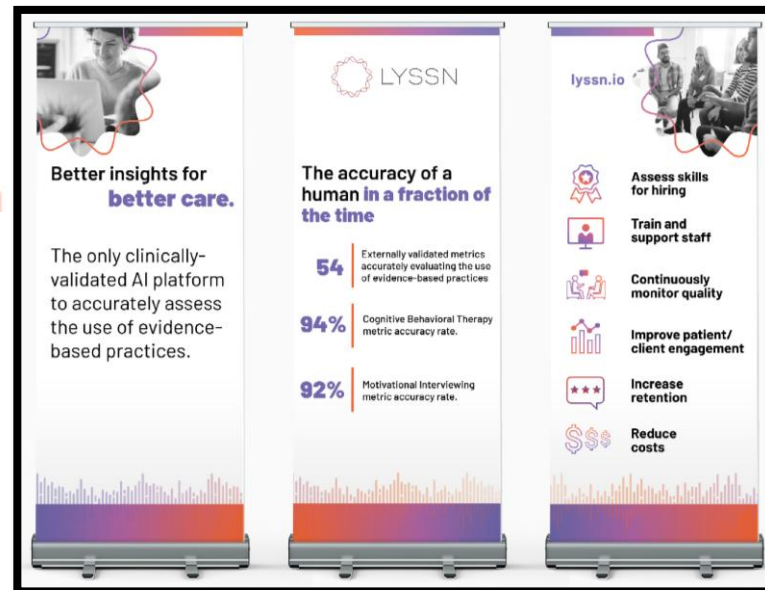 Better insights for
better care.
The only clinically-
validated AI platform
to accurately assess
the use of evidence-
based practices.
LYSSN
The accuracy of a
human in a fraction of
the time
54
Externally validated metrics
accurately evaluating the use
of evidence-based practices
94%
Cognitive Behavioral Therapy
metric accuracy rate.
92%
Motivational Interviewing
metric accuracy rate.
lyssn.io
Assess skills
for hiring
Train and
support staff
Continuously
monitor quality
Improve patient/
client engagement
Increase
retention
Reduce
costs